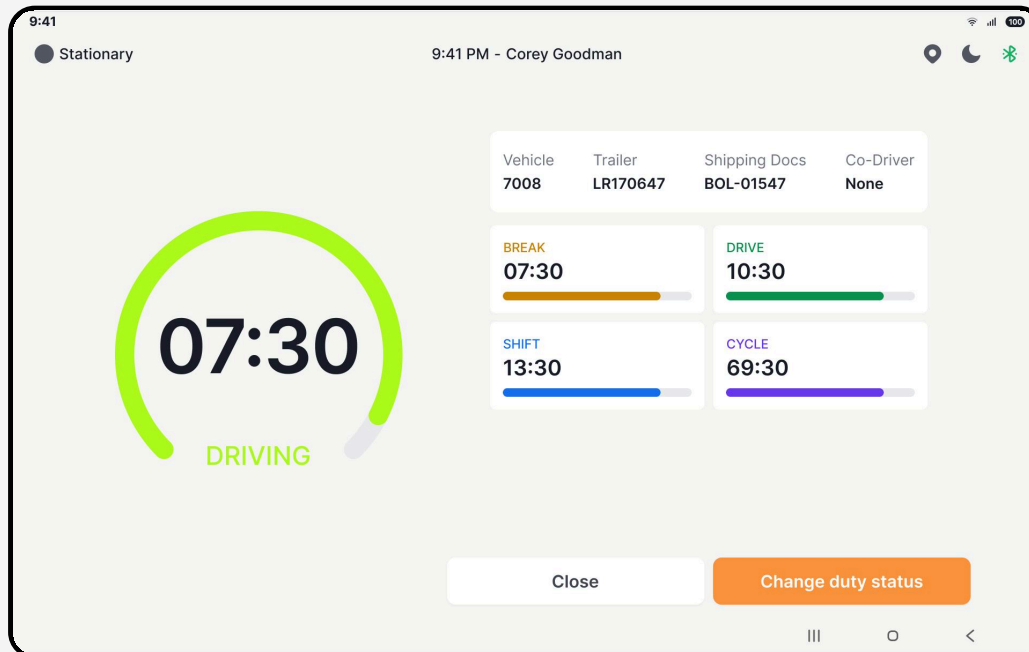 9:41
100
Stationary
9:41 PM - Corey Goodman
Vehicle Trailer Shipping Docs Co-Driver
7008 LR170647 BOL-01547 None
BREAK
07:30
DRIVE
10:30
07:30
DRIVING
SHIFT
13:30
CYCLE
69:30
Close
Change duty status